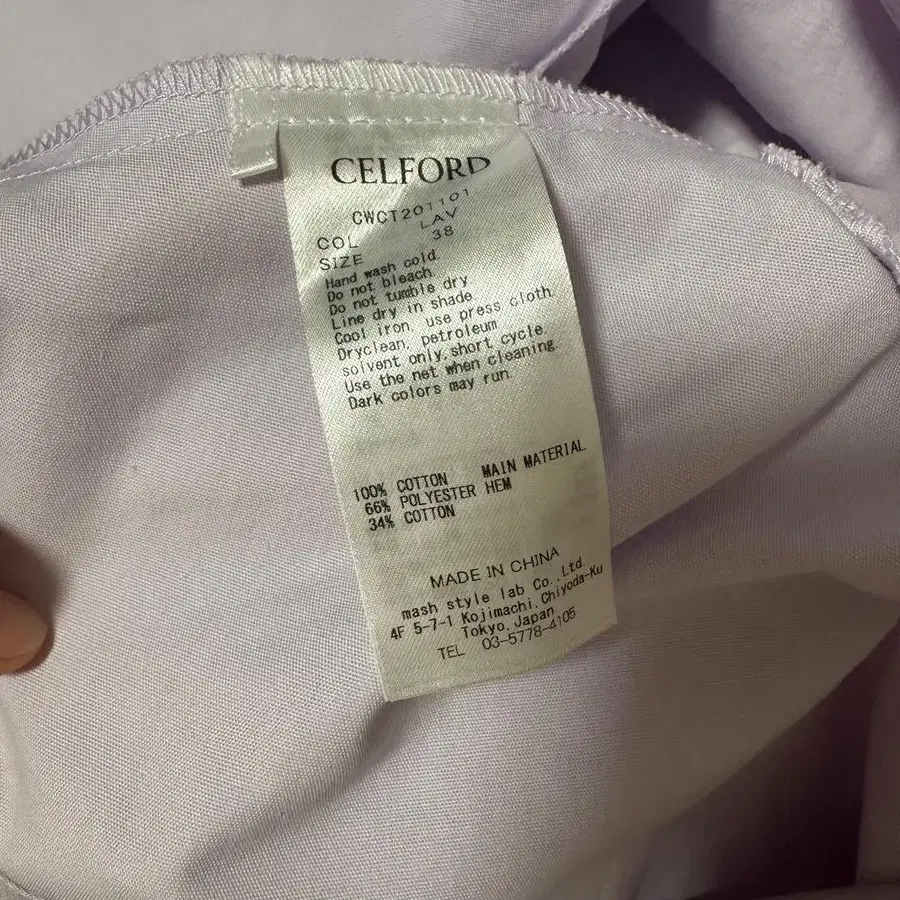 CELFORD
CWCT201101
COL LAV
SIZE 38
Hand wash cold.
Do not bleach.
Do not tumble dry
Line dry in shade
Cool iron, use press cloth.
Dryclean, petroleum
solvent only, short cycle.
Use the net when cleaning.
Dark colors may run.
100% COTTON MAIN MATERIAL
66% POLYESTER HEM
34% COTTON
MADE IN CHINA
mash style lab Co., Ltd.
4F 5-7-1 Kojimachi, Chiyoda-Ku
Tokyo, Japan
TEL 03-5778-4105